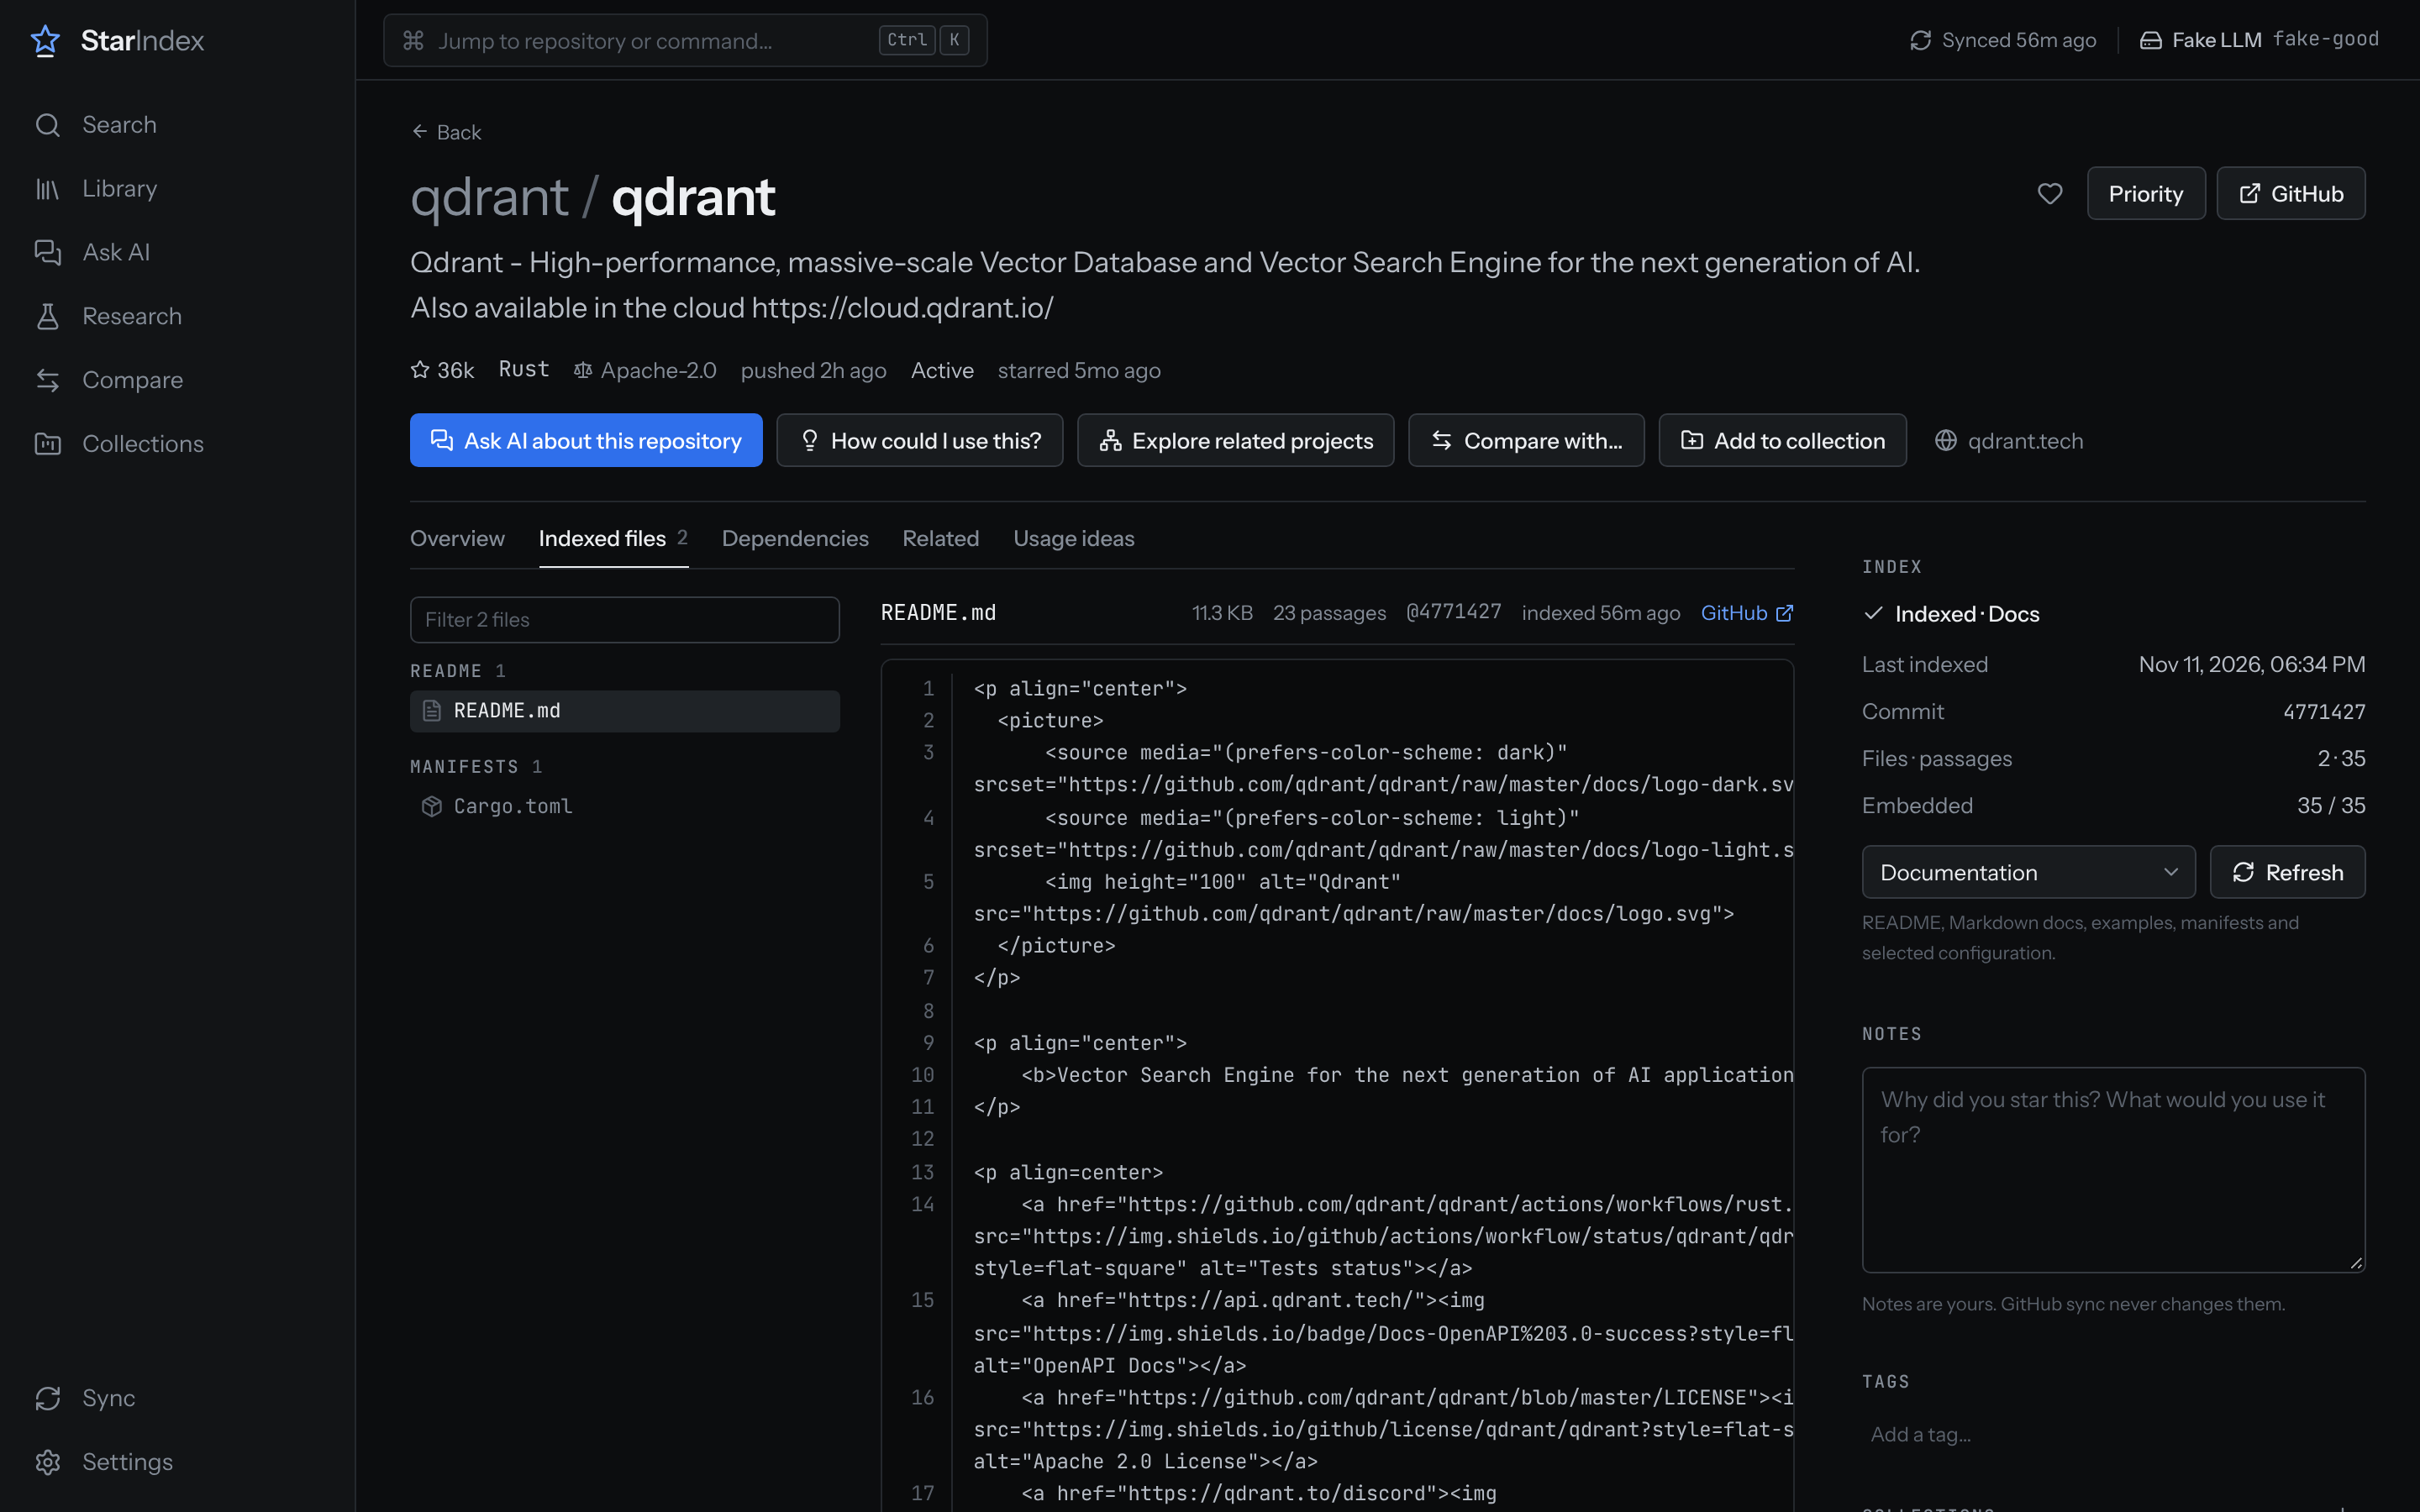 StarIndex
Search
Library
Ask AI
Research
Compare
Collections
Sync
Settings
⌘ Jump to repository or command... Ctrl K
Synced 56m ago
Fake LLM fake-good
← Back
qdrant / qdrant
Priority
GitHub
Qdrant - High-performance, massive-scale Vector Database and Vector Search Engine for the next generation of AI.
Also available in the cloud https://cloud.qdrant.io/
36k Rust Apache-2.0 pushed 2h ago Active starred 5mo ago
Ask AI about this repository
How could I use this?
Explore related projects
Compare with...
Add to collection
qdrant.tech
Overview
Indexed files 2
Dependencies
Related
Usage ideas
Filter 2 files
README 1
README.md
MANIFESTS 1
Cargo.toml
README.md 11.3 KB 23 passages @4771427 indexed 56m ago GitHub
1 <p align="center">
2 <picture>
3 <source media="(prefers-color-scheme: dark)"
srcset="https://github.com/qdrant/qdrant/raw/master/docs/logo-dark.sv
4 <source media="(prefers-color-scheme: light)"
srcset="https://github.com/qdrant/qdrant/raw/master/docs/logo-light.s
5 <img height="100" alt="Qdrant"
src="https://github.com/qdrant/qdrant/raw/master/docs/logo.svg">
6 </picture>
7 </p>
8
9 <p align="center">
10 <b>Vector Search Engine for the next generation of AI application
11 </p>
12
13 <p align=center>
14 <a href="https://github.com/qdrant/qdrant/actions/workflows/rust.
src="https://img.shields.io/github/actions/workflow/status/qdrant/qdr
style=flat-square" alt="Tests status"></a>
15 <a href="https://api.qdrant.tech/"><img
src="https://img.shields.io/badge/Docs-OpenAPI%203.0-success?style=fl
alt="OpenAPI Docs"></a>
16 <a href="https://github.com/qdrant/qdrant/blob/master/LICENSE"><i
src="https://img.shields.io/github/license/qdrant/qdrant?style=flat-s
alt="Apache 2.0 License"></a>
17 <a href="https://qdrant.to/discord"><img
INDEX
Indexed · Docs
Last indexed Nov 11, 2026, 06:34 PM
Commit 4771427
Files · passages 2 · 35
Embedded 35 / 35
Documentation
Refresh
README, Markdown docs, examples, manifests and
selected configuration.
NOTES
Why did you star this? What would you use it
for?
Notes are yours. GitHub sync never changes them.
TAGS
Add a tag...